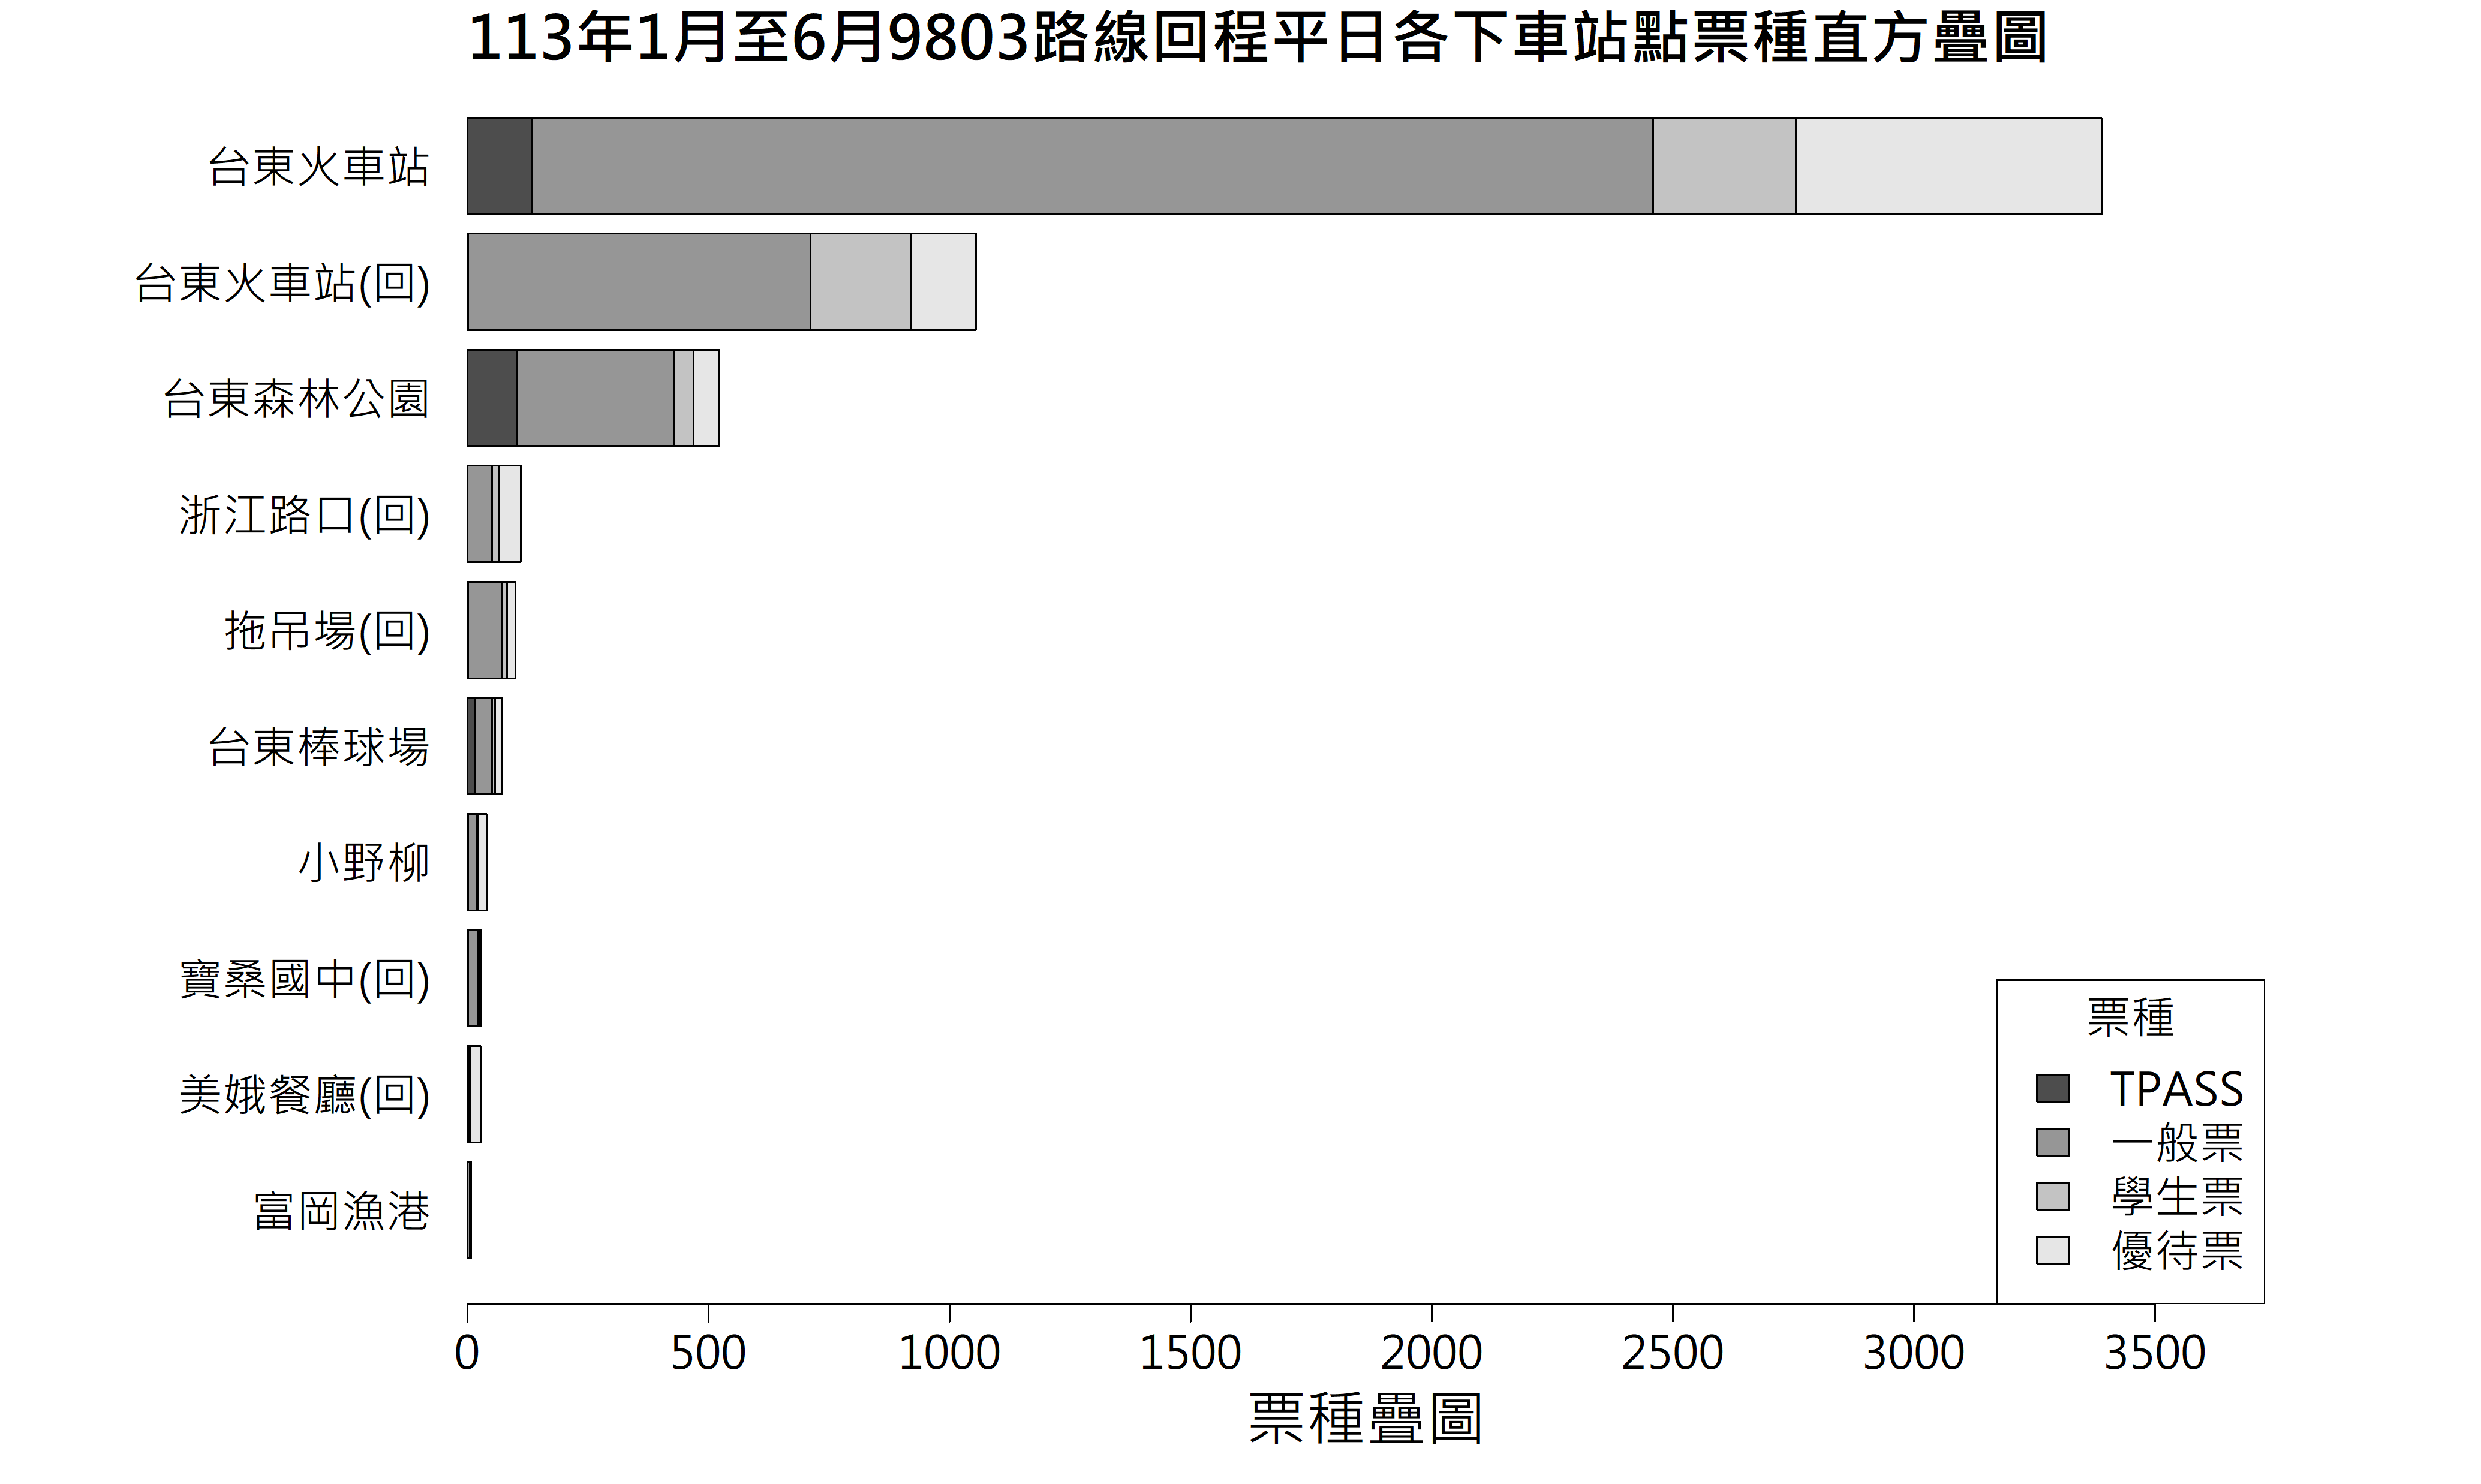 113年1月至6月9803路線回程平日各下車站點票種直方疊圖
台東火車站
台東火車站(回)
台東森林公園
浙江路口(回)
拖吊場(回)
台東棒球場
小野柳
寶桑國中(回)
美娥餐廳(回)
富岡漁港
票種
TPASS
一般票
學生票
優待票
0 500 1000 1500 2000 2500 3000 3500
票種疊圖